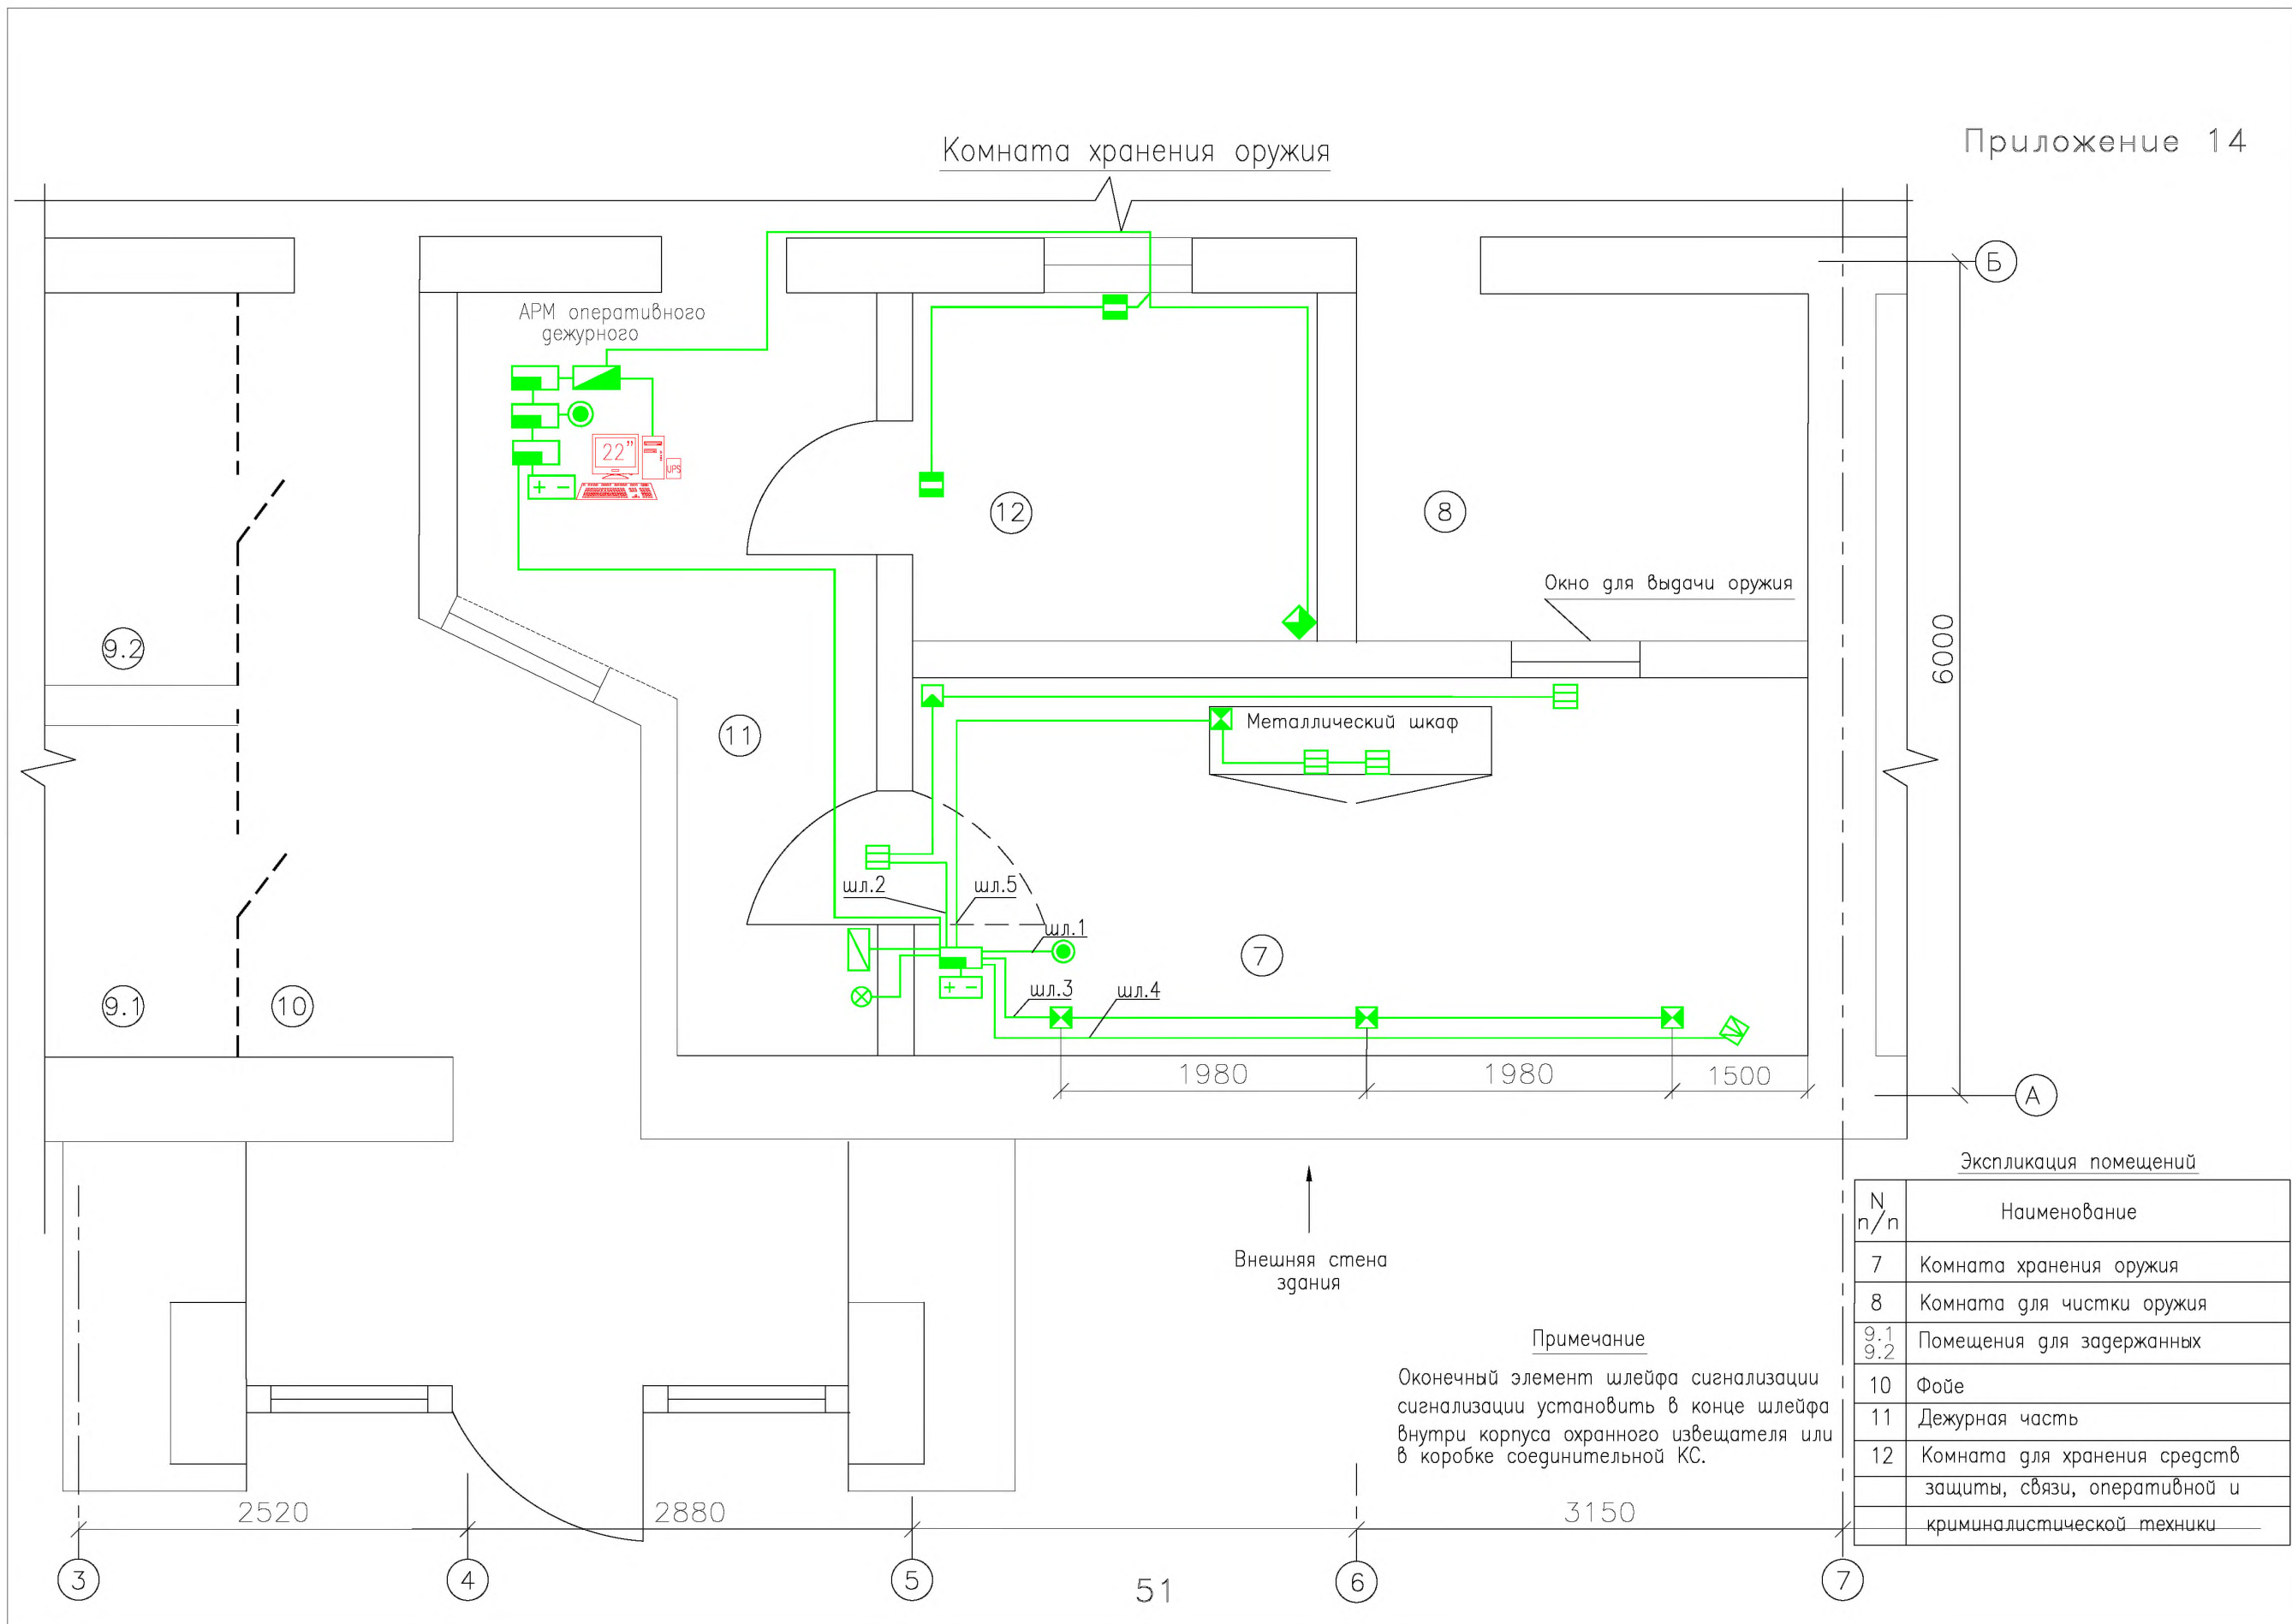 Приложение 14
Комната хранения оружия
Б
АРМ оперативного
дежурного
22"
UPS
+ -
12
8
Окно для выдачи оружия
9.2
6000
11
Металлический шкаф
шл.2
шл.5
шл.1
7
+ -
шл.3
шл.4
9.1
10
1980
1980
1500
А
Внешняя стена
здания
Экспликация помещений
N
п/п
Наименование
7 Комната хранения оружия
8 Комната для чистки оружия
9.1
9.2
Помещения для задержанных
10 Фойе
11 Дежурная часть
12 Комната для хранения средств
защиты, связи, оперативной и
криминалистической техники
Примечание
Оконечный элемент шлейфа сигнализации
сигнализации установить в конце шлейфа
внутри корпуса охранного извещателя или
в коробке соединительной КС.
2520
2880
3150
3
4
5
6
7
51